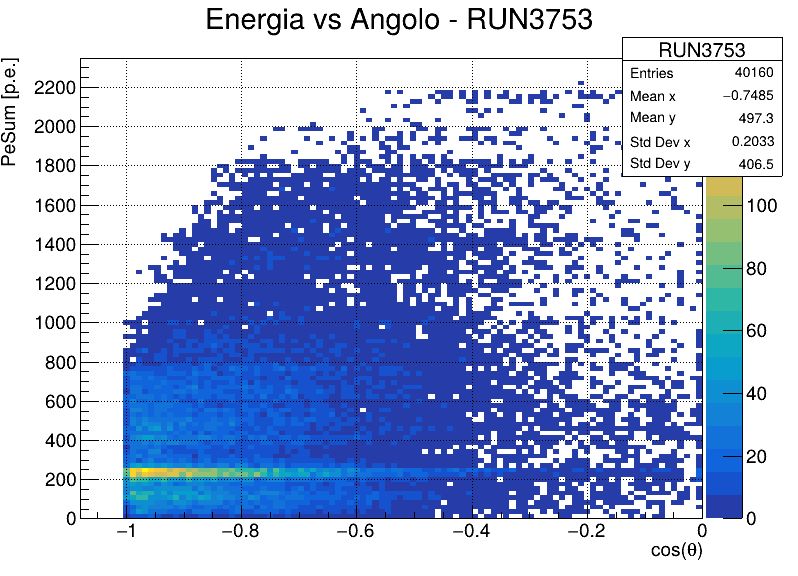 Energia vs Angolo - RUN3753
RUN3753
Entries 40160
Mean x −0.7485
Mean y 497.3
Std Dev x 0.2033
Std Dev y 406.5
PeSum [p.e.]
2200
2000
1800
1600
1400
1200
1000
800
600
400
200
0
−1 −0.8 −0.6 −0.4 −0.2 0
cos(θ)
100
80
60
40
20
0